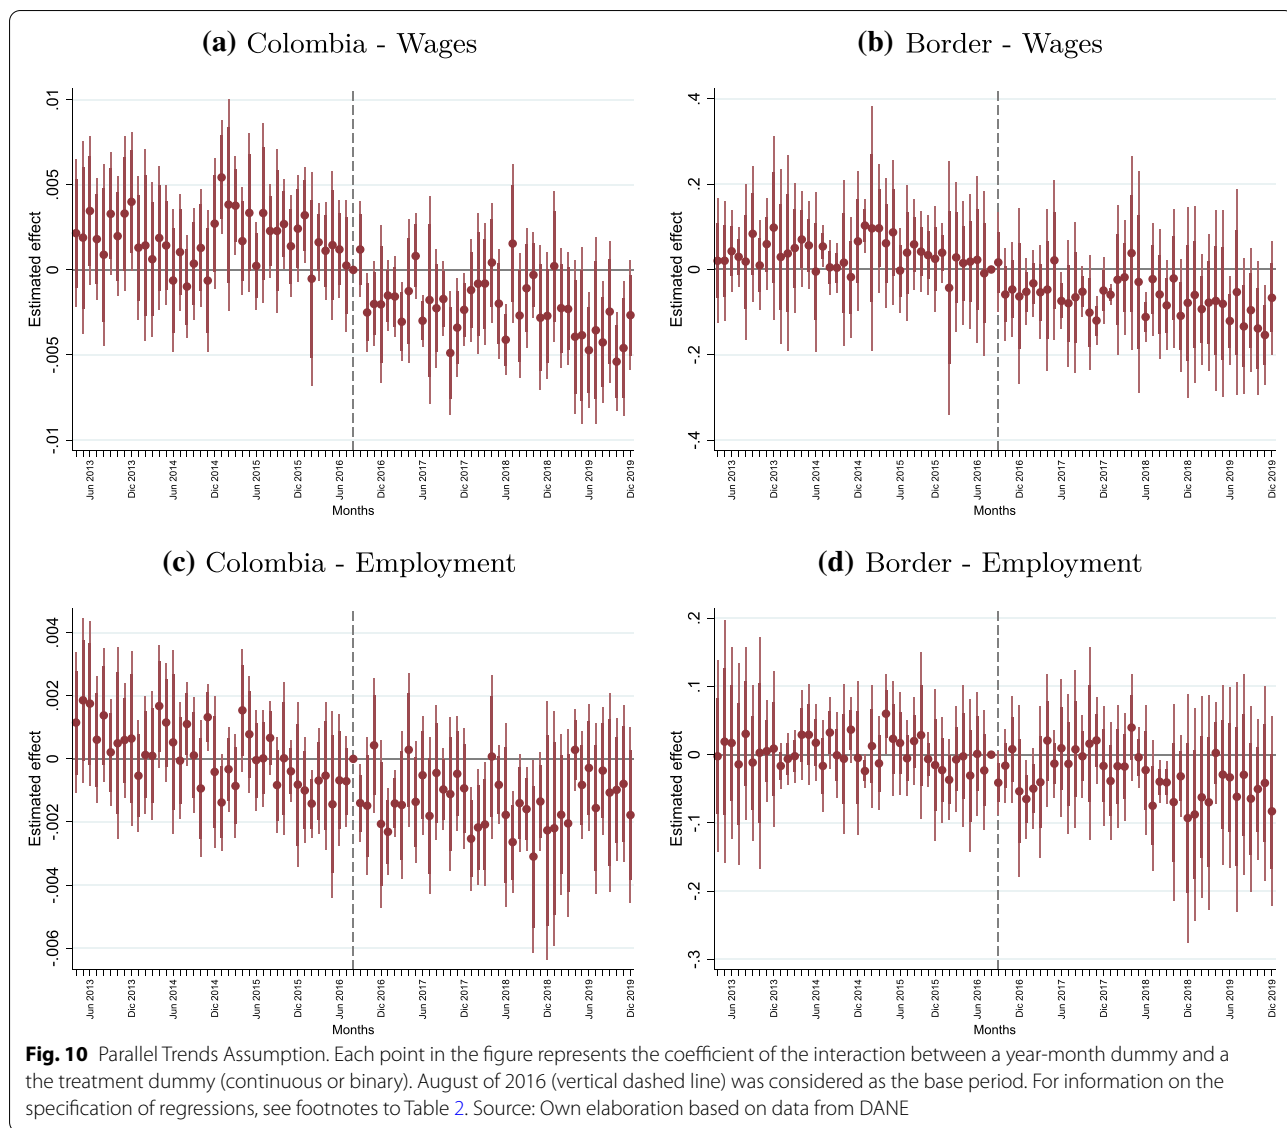 (a) Colombia - Wages
.01
.005
0
-.005
-.01
Estimated effect
Jun 2013
Dic 2013
Jun 2014
Dic 2014
Jun 2015
Dic 2015
Jun 2016
Dic 2016
Jun 2017
Dic 2017
Jun 2018
Dic 2018
Jun 2019
Dic 2019
Months
(b) Border - Wages
.4
.2
0
-.2
-.4
Estimated effect
Jun 2013
Dic 2013
Jun 2014
Dic 2014
Jun 2015
Dic 2015
Jun 2016
Dic 2016
Jun 2017
Dic 2017
Jun 2018
Dic 2018
Jun 2019
Dic 2019
Months
(c) Colombia - Employment
.004
.002
0
-.002
-.004
-.006
Estimated effect
Jun 2013
Dic 2013
Jun 2014
Dic 2014
Jun 2015
Dic 2015
Jun 2016
Dic 2016
Jun 2017
Dic 2017
Jun 2018
Dic 2018
Jun 2019
Dic 2019
Months
(d) Border - Employment
.2
.1
0
-.1
-.2
-.3
Estimated effect
Jun 2013
Dic 2013
Jun 2014
Dic 2014
Jun 2015
Dic 2015
Jun 2016
Dic 2016
Jun 2017
Dic 2017
Jun 2018
Dic 2018
Jun 2019
Dic 2019
Months
Fig. 10 Parallel Trends Assumption. Each point in the figure represents the coefficient of the interaction between a year-month dummy and a
the treatment dummy (continuous or binary). August of 2016 (vertical dashed line) was considered as the base period. For information on the
specification of regressions, see footnotes to Table 2. Source: Own elaboration based on data from DANE